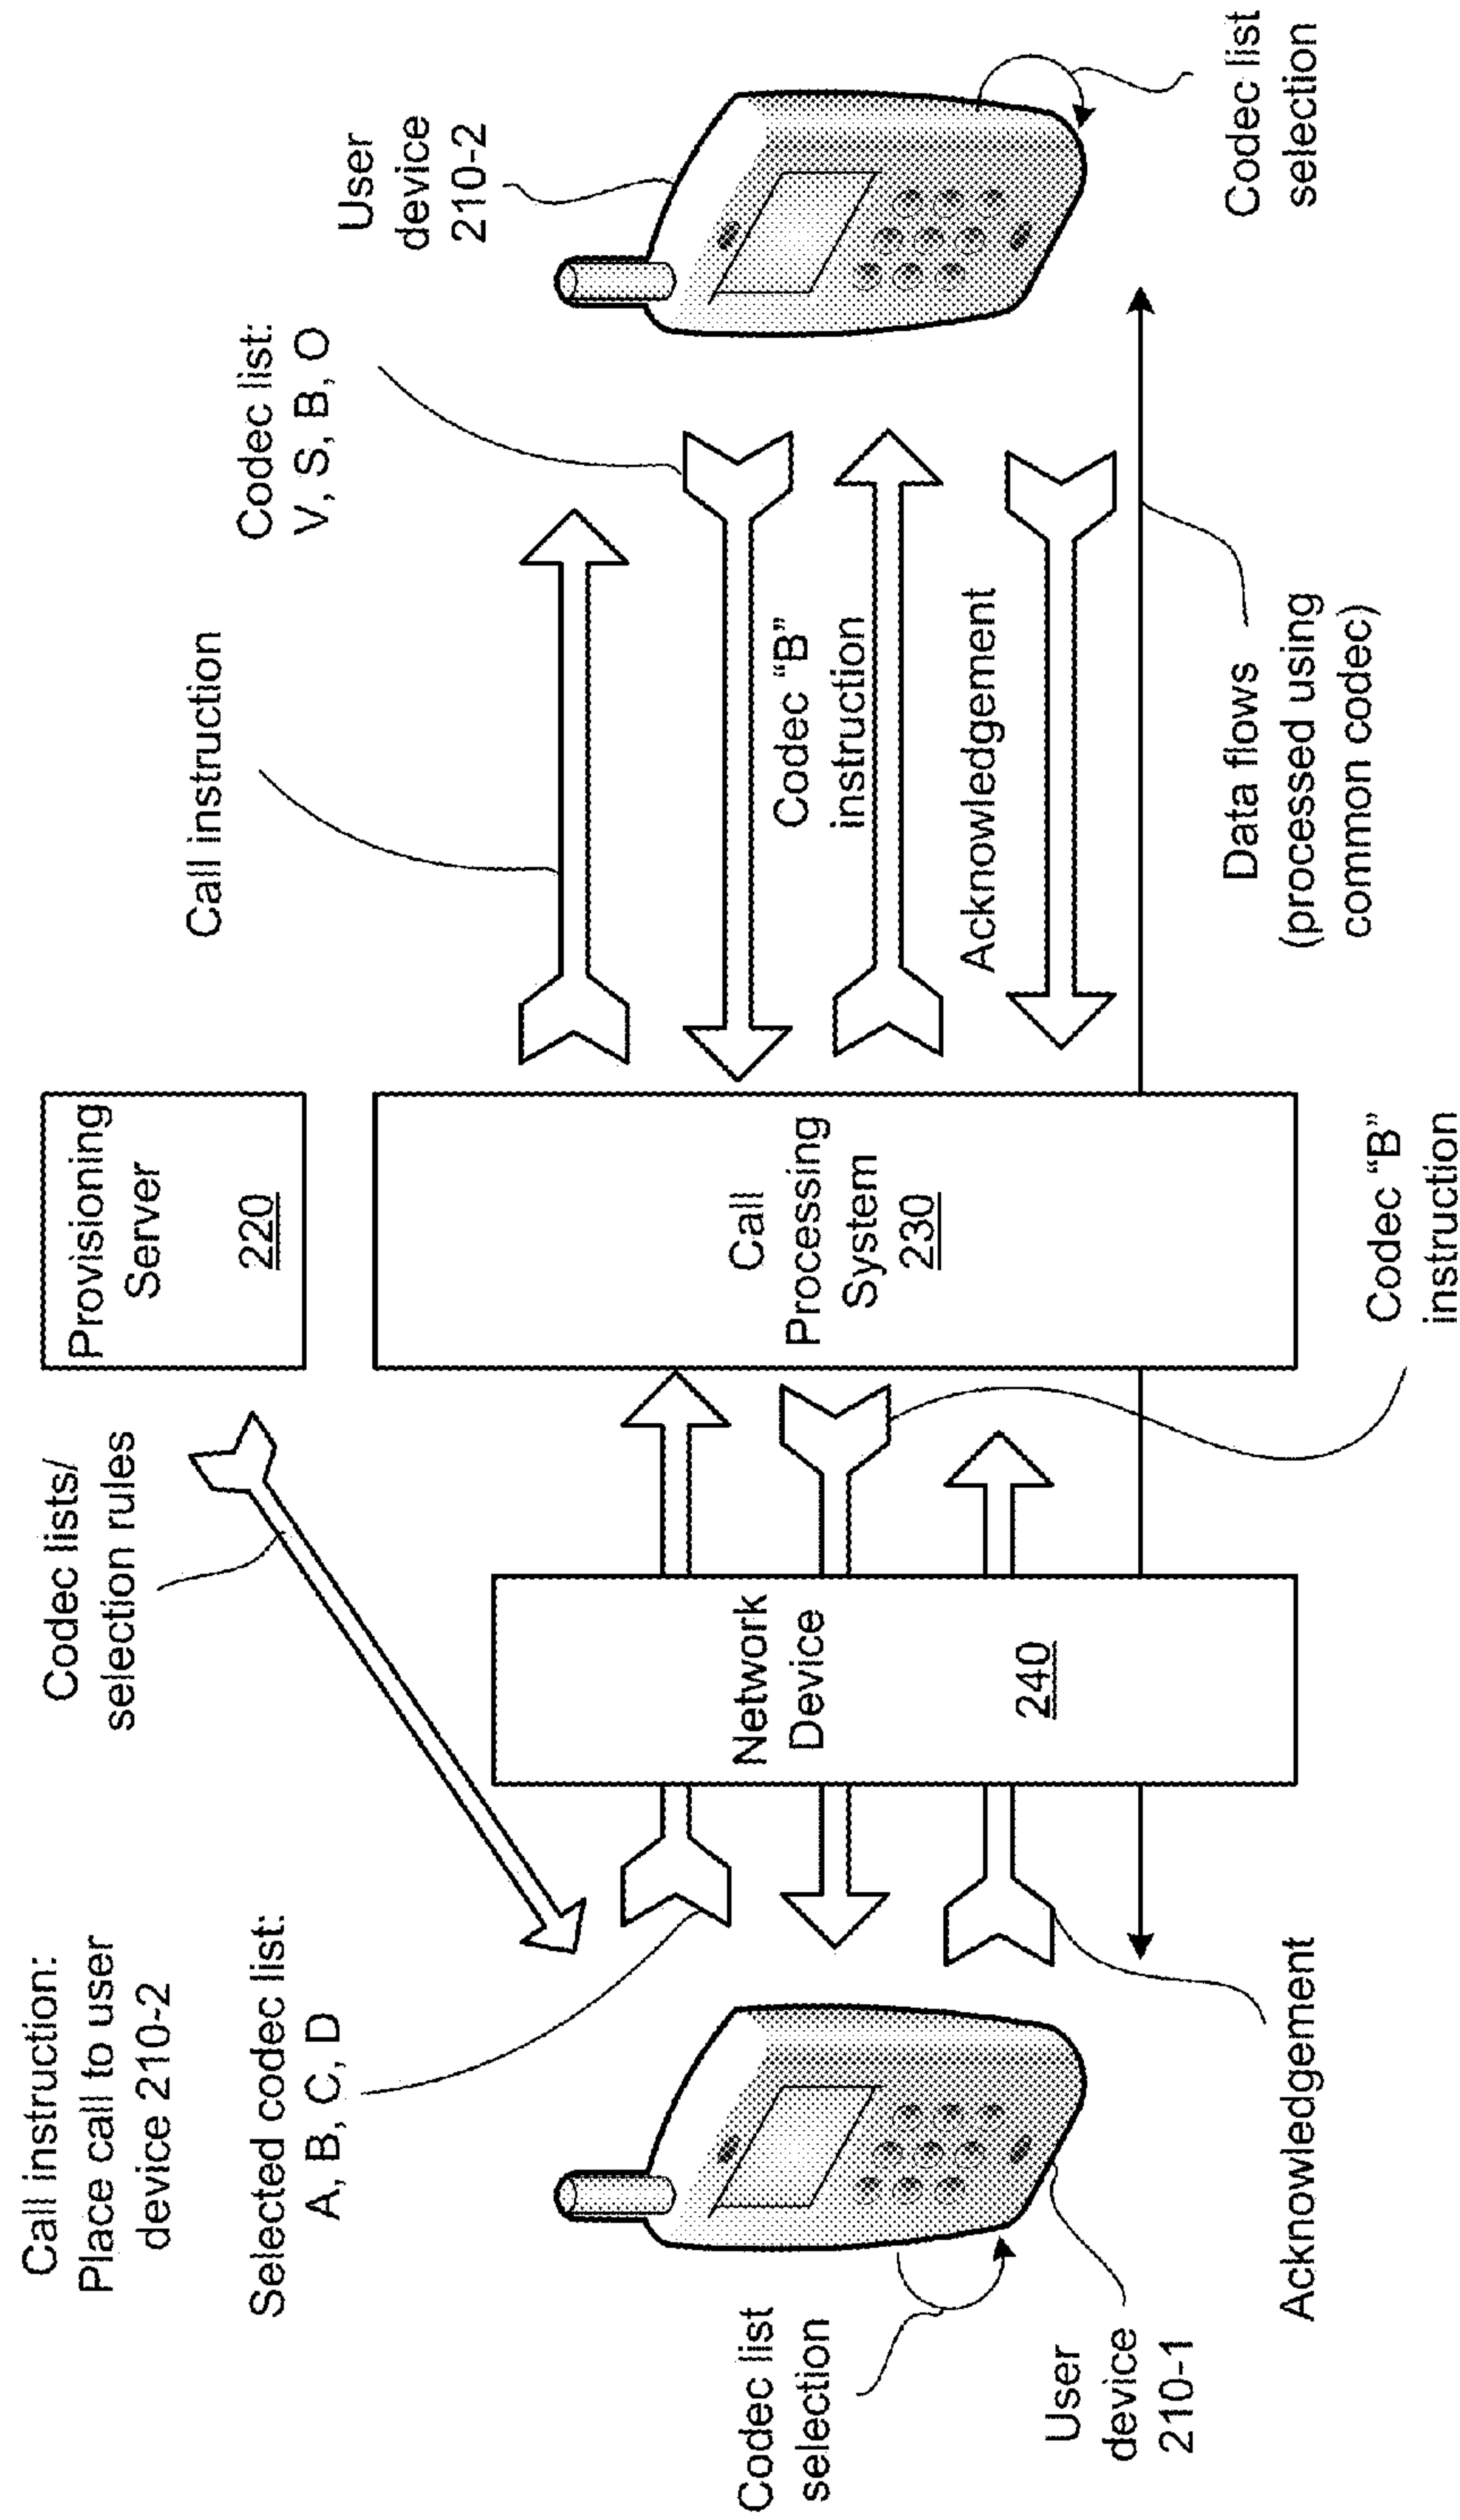 Call instruction:
Place call to user
device 210-2
Selected codec list:
A, B, C, D
Codec lists/
selection rules
Provisioning
Server
220
Call instruction
Codec list:
V, S, B, O
User
device
210-2
Codec list
selection
User
device
210-1
Network
Device
240
Call
Processing
System
230
Codec “B”
instruction
Acknowledgement
Acknowledgement
Codec “B”
instruction
Data flows
(processed using
common codec)
Codec list
selection